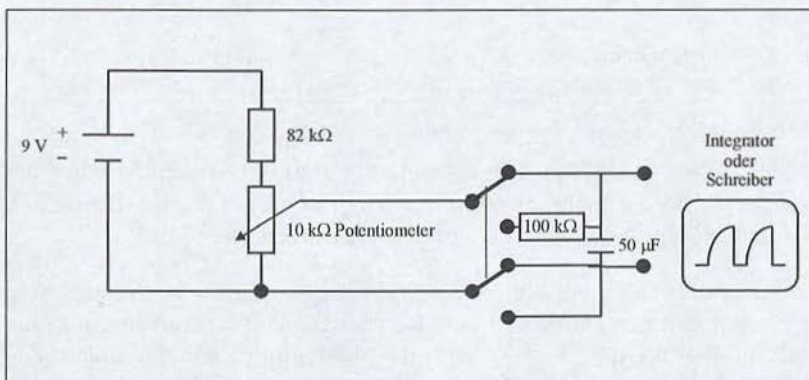 9 V
+
−
82 kΩ
10 kΩ Potentiometer
100 kΩ
50 µF
Integrator
oder
Schreiber